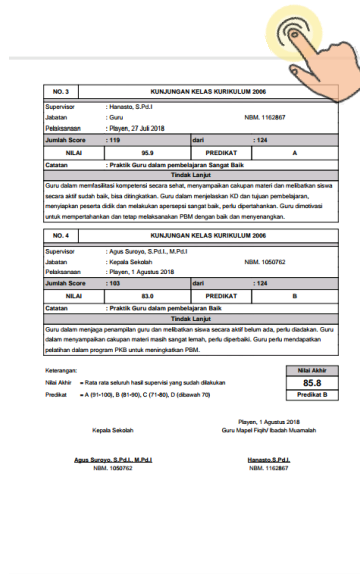 NO. 3 KUNJUNGAN KELAS KURIKULUM 2006
Supervisor : Hanasto, S.Pd.I
Jabatan : Guru NBM. 1162867
Pelaksanaan : Playen, 27 Juli 2018
Jumlah Score : 119 dari : 124
NILAI 95.9 PREDIKAT A
Catatan : Praktik Guru dalam pembelajaran Sangat Baik
Tindak Lanjut
Guru dalam memfasilitasi kompetensi secara sehat, menyampaikan cakupan materi dan melibatkan siswa
secara aktif sudah baik, bisa ditingkatkan. Guru dalam menjelaskan KD dan tujuan pembelajaran,
menyiapkan peserta didik dan melakukan apersepsi sangat baik, perlu dipertahankan. Guru dimotivasi
untuk mempertahankan dan tetap melaksanakan PBM dengan baik dan menyenangkan.
NO. 4 KUNJUNGAN KELAS KURIKULUM 2006
Supervisor : Agus Suroyo, S.Pd.I., M.Pd.I
Jabatan : Kepala Sekolah NBM. 1050762
Pelaksanaan : Playen, 1 Agustus 2018
Jumlah Score : 103 dari : 124
NILAI 83.0 PREDIKAT B
Catatan : Praktik Guru dalam pembelajaran Baik
Tindak Lanjut
Guru dalam menjaga penampilan guru dan melibatkan siswa secara aktif belum ada, perlu diadakan. Guru
dalam menyampaikan cakupan materi masih sangat lemah, perlu diperbaiki. Guru perlu mendapatkan
pelatihan dalam program PKB untuk meningkatkan PBM.
Keterangan: Nilai Akhir
Nilai Akhir = Rata rata seluruh hasil supervisi yang sudah dilakukan 85.8
Predikat = A (91-100), B (81-90), C (71-80), D (dibawah 70) Predikat B
Playen, 1 Agustus 2018
Kepala Sekolah Guru Mapel Fiqih/ Ibadah Muamalah
Agus Suroyo, S.Pd.I., M.Pd.I Hanasto,S.Pd.I.
NBM. 1050762 NBM. 1162867